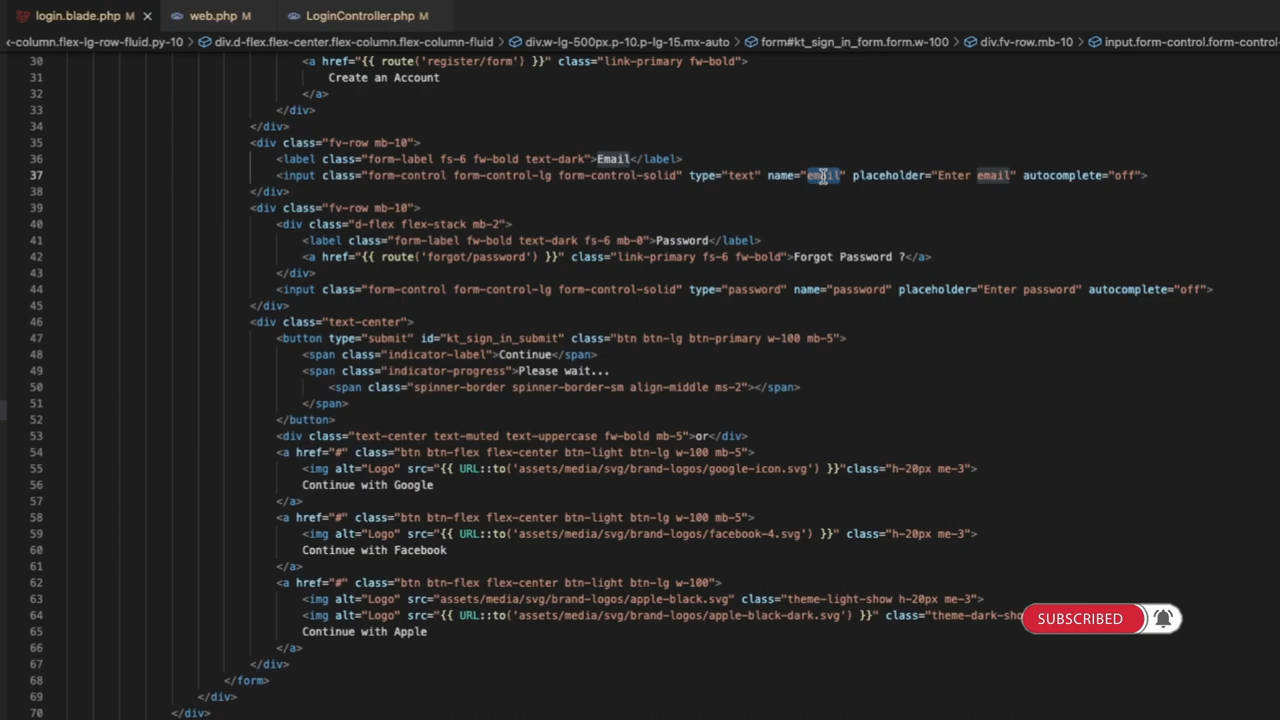 login.blade.php M × web.php M LoginController.php M
x-column.flex-lg-row-fluid.py-10 > div.d-flex.flex-center.flex-column.flex-column-fluid > div.w-lg-500px.p-10.p-lg-15.mx-auto > form#kt_sign_in_form.form.w-100 > div.fv-row.mb-10 > input.form-control.form-control-
30 <a href="{{ route('register/form') }}" class="link-primary fw-bold">
31 Create an Account
32 </a>
33 </div>
34 </div>
35 <div class="fv-row mb-10">
36 <label class="form-label fs-6 fw-bold text-dark">Email</label>
37 <input class="form-control form-control-lg form-control-solid" type="text" name="email" placeholder="Enter email" autocomplete="off">
38 </div>
39 <div class="fv-row mb-10">
40 <div class="d-flex flex-stack mb-2">
41 <label class="form-label fw-bold text-dark fs-6 mb-0">Password</label>
42 <a href="{{ route('forgot/password') }}" class="link-primary fs-6 fw-bold">Forgot Password ?</a>
43 </div>
44 <input class="form-control form-control-lg form-control-solid" type="password" name="password" placeholder="Enter password" autocomplete="off">
45 </div>
46 <div class="text-center">
47 <button type="submit" id="kt_sign_in_submit" class="btn btn-lg btn-primary w-100 mb-5">
48 <span class="indicator-label">Continue</span>
49 <span class="indicator-progress">Please wait...
50 <span class="spinner-border spinner-border-sm align-middle ms-2"></span>
51 </span>
52 </button>
53 <div class="text-center text-muted text-uppercase fw-bold mb-5">or</div>
54 <a href="#" class="btn btn-flex flex-center btn-light btn-lg w-100 mb-5">
55 <img alt="Logo" src="{{ URL::to('assets/media/svg/brand-logos/google-icon.svg') }}"class="h-20px me-3">
56 Continue with Google
57 </a>
58 <a href="#" class="btn btn-flex flex-center btn-light btn-lg w-100 mb-5">
59 <img alt="Logo" src="{{ URL::to('assets/media/svg/brand-logos/facebook-4.svg') }}" class="h-20px me-3">
60 Continue with Facebook
61 </a>
62 <a href="#" class="btn btn-flex flex-center btn-light btn-lg w-100">
63 <img alt="Logo" src="assets/media/svg/brand-logos/apple-black.svg" class="theme-light-show h-20px me-3">
64 <img alt="Logo" src="{{ URL::to('assets/media/svg/brand-logos/apple-black-dark.svg') }}" class="theme-dark-sho
SUBSCRIBED
65 Continue with Apple
66 </a>
67 </div>
68 </form>
69 </div>
70 </div>